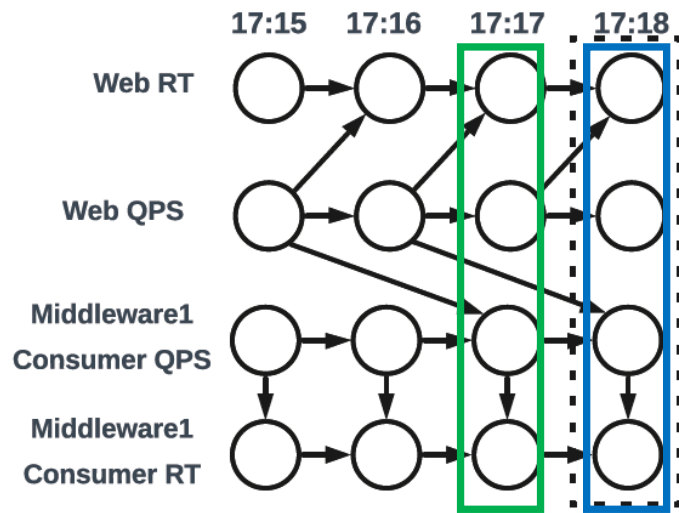 17:15 17:16 17:17 17:18
Web RT
Web QPS
Middleware1
Consumer QPS
Middleware1
Consumer RT